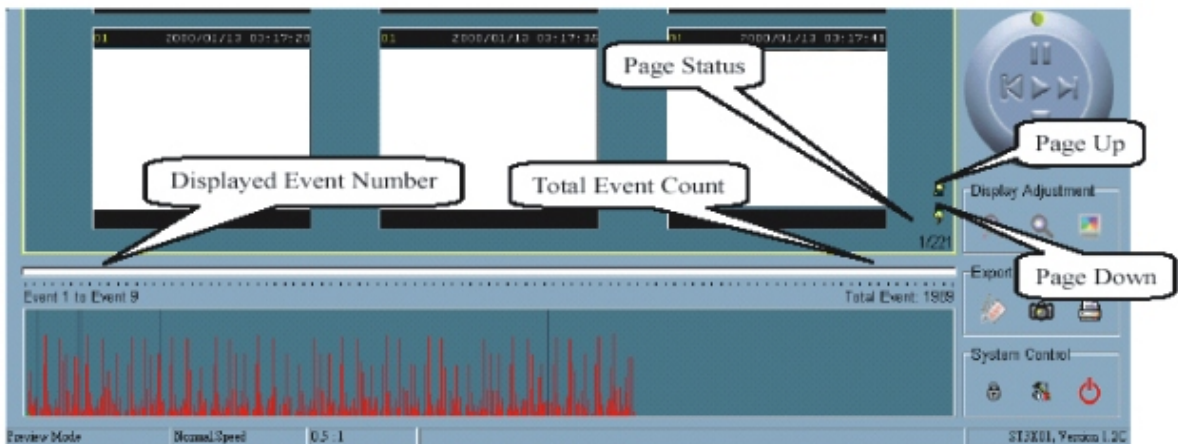 01 2000/01/13 03:17:20
01 2000/01/13 03:17:36
01 2000/01/13 03:17:41
Page Status
Page Up
Displayed Event Number
Total Event Count
Display Adjustment
1/221
Page Down
Export
Event 1 to Event 9
Total Event: 1989
System Control
Preview Mode
Normal Speed
0.5 : 1
ST3X01, Version 1.2C